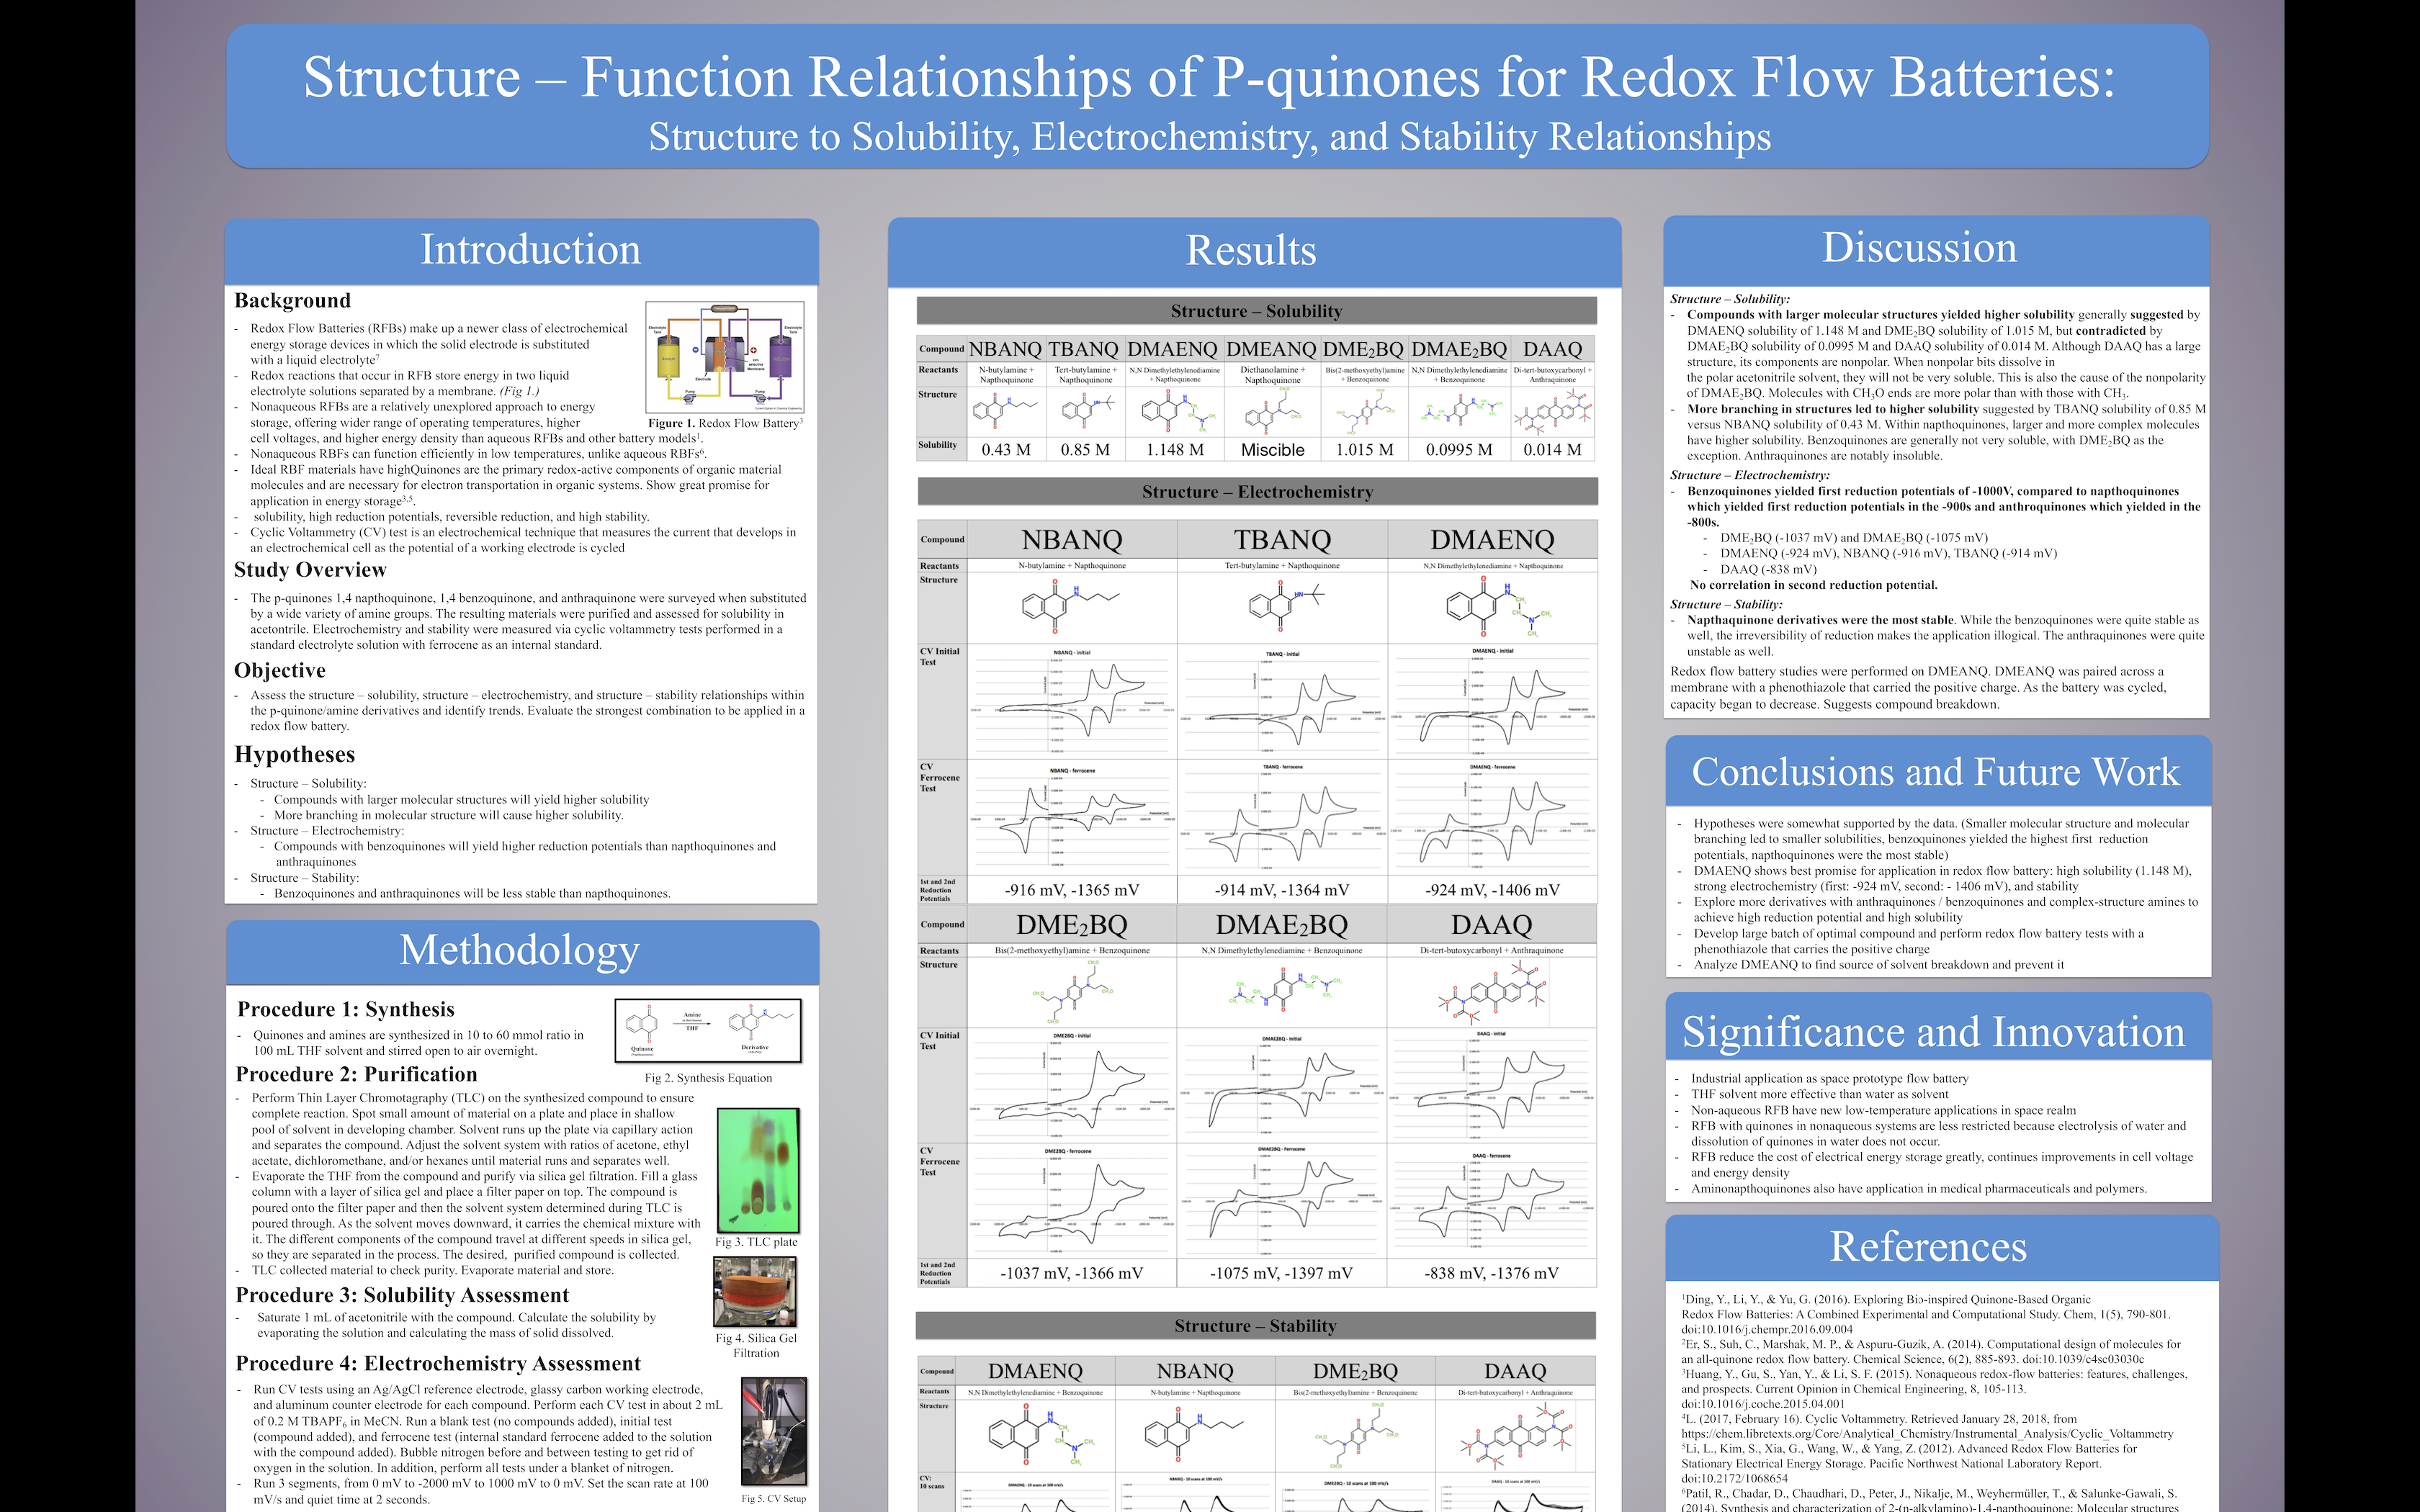 Structure – Function Relationships of P-quinones for Redox Flow Batteries:
Structure to Solubility, Electrochemistry, and Stability Relationships
Introduction
Background
- Redox Flow Batteries (RFBs) make up a newer class of electrochemical
energy storage devices in which the solid electrode is substituted
with a liquid electrolyte7
- Redox reactions that occur in RFB store energy in two liquid
electrolyte solutions separated by a membrane. (Fig 1.)
- Nonaqueous RFBs are a relatively unexplored approach to energy
storage, offering wider range of operating temperatures, higher
cell voltages, and higher energy density than aqueous RFBs and other battery models1.
- Nonaqueous RBFs can function efficiently in low temperatures, unlike aqueous RBFs6.
- Ideal RBF materials have highQuinones are the primary redox-active components of organic material
molecules and are necessary for electron transportation in organic systems. Show great promise for
application in energy storage3,5.
- solubility, high reduction potentials, reversible reduction, and high stability.
- Cyclic Voltammetry (CV) test is an electrochemical technique that measures the current that develops in
an electrochemical cell as the potential of a working electrode is cycled
Electrolyte Tank
Electrolyte Tank
Electrode
Ion selective Membrane
Pump
Pump
Figure 1. Redox Flow Battery3
Study Overview
- The p-quinones 1,4 napthoquinone, 1,4 benzoquinone, and anthraquinone were surveyed when substituted
by a wide variety of amine groups. The resulting materials were purified and assessed for solubility in
acetontrile. Electrochemistry and stability were measured via cyclic voltammetry tests performed in a
standard electrolyte solution with ferrocene as an internal standard.
Objective
- Assess the structure – solubility, structure – electrochemistry, and structure – stability relationships within
the p-quinone/amine derivatives and identify trends. Evaluate the strongest combination to be applied in a
redox flow battery.
Hypotheses
- Structure – Solubility:
- Compounds with larger molecular structures will yield higher solubility
- More branching in molecular structure will cause higher solubility.
- Structure – Electrochemistry:
- Compounds with benzoquinones will yield higher reduction potentials than napthoquinones and
anthraquinones
- Structure – Stability:
- Benzoquinones and anthraquinones will be less stable than napthoquinones.
Methodology
Procedure 1: Synthesis
- Quinones and amines are synthesized in 10 to 60 mmol ratio in
100 mL THF solvent and stirred open to air overnight.
Amine
THF
Quinone
Derivative
Fig 2. Synthesis Equation
Procedure 2: Purification
- Perform Thin Layer Chromotagraphy (TLC) on the synthesized compound to ensure
complete reaction. Spot small amount of material on a plate and place in shallow
pool of solvent in developing chamber. Solvent runs up the plate via capillary action
and separates the compound. Adjust the solvent system with ratios of acetone, ethyl
acetate, dichloromethane, and/or hexanes until material runs and separates well.
- Evaporate the THF from the compound and purify via silica gel filtration. Fill a glass
column with a layer of silica gel and place a filter paper on top. The compound is
poured onto the filter paper and then the solvent system determined during TLC is
poured through. As the solvent moves downward, it carries the chemical mixture with
it. The different components of the compound travel at different speeds in silica gel,
so they are separated in the process. The desired, purified compound is collected.
- TLC collected material to check purity. Evaporate material and store.
Fig 3. TLC plate
Fig 4. Silica Gel
Filtration
Procedure 3: Solubility Assessment
- Saturate 1 mL of acetonitrile with the compound. Calculate the solubility by
evaporating the solution and calculating the mass of solid dissolved.
Procedure 4: Electrochemistry Assessment
- Run CV tests using an Ag/AgCl reference electrode, glassy carbon working electrode,
and aluminum counter electrode for each compound. Perform each CV test in about 2 mL
of 0.2 M TBAPF6 in MeCN. Run a blank test (no compounds added), initial test
(compound added), and ferrocene test (internal standard ferrocene added to the solution
with the compound added). Bubble nitrogen before and between testing to get rid of
oxygen in the solution. In addition, perform all tests under a blanket of nitrogen.
- Run 3 segments, from 0 mV to -2000 mV to 1000 mV to 0 mV. Set the scan rate at 100
mV/s and quiet time at 2 seconds.
Fig 5. CV Setup
Results
Structure – Solubility
Compound NBANQ TBANQ DMAENQ DMEANQ DME2BQ DMAE2BQ DAAQ
Reactants N-butylamine + Napthoquinone Tert-butylamine + Napthoquinone N,N Dimethylethylenediamine + Napthoquinone Diethanolamine + Napthoquinone Bis(2-methoxyethyl)amine + Benzoquinone N,N Dimethylethylenediamine + Benzoquinone Di-tert-butoxycarbonyl + Anthraquinone
Structure
Solubility 0.43 M 0.85 M 1.148 M Miscible 1.015 M 0.0995 M 0.014 M
Structure – Electrochemistry
Compound NBANQ TBANQ DMAENQ
Reactants N-butylamine + Napthoquinone Tert-butylamine + Napthoquinone N,N Dimethylethylenediamine + Napthoquinone
Structure
CV Initial Test
NBANQ - initial TBANQ - initial DMAENQ - initial
CV Ferrocene Test
NBANQ - ferrocene TBANQ - ferrocene DMAENQ - ferrocene
1st and 2nd Reduction Potentials -916 mV, -1365 mV -914 mV, -1364 mV -924 mV, -1406 mV
Compound DME2BQ DMAE2BQ DAAQ
Reactants Bis(2-methoxyethyl)amine + Benzoquinone N,N Dimethylethylenediamine + Benzoquinone Di-tert-butoxycarbonyl + Anthraquinone
Structure
CV Initial Test
DME2BQ - initial DMAE2BQ - initial DAAQ - initial
CV Ferrocene Test
DME2BQ - ferrocene DMAE2BQ - Ferrocene DAAQ - ferrocene
1st and 2nd Reduction Potentials -1037 mV, -1366 mV -1075 mV, -1397 mV -838 mV, -1376 mV
Structure – Stability
Compound DMAENQ NBANQ DME2BQ DAAQ
Reactants N,N Dimethylethylenediamine + Benzoquinone N-butylamine + Napthoquinone Bis(2-methoxyethyl)amine + Benzoquinone Di-tert-butoxycarbonyl + Anthraquinone
Structure
CV: 10 scans
DMAENQ - 10 scans at 100 mV/s NBANQ - 10 scans at 100 mV/s DME2BQ - 10 scans at 100 mV/s DAAQ - 10 scans at 100 mV/s
Discussion
Structure – Solubility:
- Compounds with larger molecular structures yielded higher solubility generally suggested by
DMAENQ solubility of 1.148 M and DME2BQ solubility of 1.015 M, but contradicted by
DMAE2BQ solubility of 0.0995 M and DAAQ solubility of 0.014 M. Although DAAQ has a large
structure, its components are nonpolar. When nonpolar bits dissolve in
the polar acetonitrile solvent, they will not be very soluble. This is also the cause of the nonpolarity
of DMAE2BQ. Molecules with CH3O ends are more polar than with those with CH3.
- More branching in structures led to higher solubility suggested by TBANQ solubility of 0.85 M
versus NBANQ solubility of 0.43 M. Within napthoquinones, larger and more complex molecules
have higher solubility. Benzoquinones are generally not very soluble, with DME2BQ as the
exception. Anthraquinones are notably insoluble.
Structure – Electrochemistry:
- Benzoquinones yielded first reduction potentials of -1000V, compared to napthoquinones
which yielded first reduction potentials in the -900s and anthroquinones which yielded in the
-800s.
- DME2BQ (-1037 mV) and DMAE2BQ (-1075 mV)
- DMAENQ (-924 mV), NBANQ (-916 mV), TBANQ (-914 mV)
- DAAQ (-838 mV)
No correlation in second reduction potential.
Structure – Stability:
- Napthaquinone derivatives were the most stable. While the benzoquinones were quite stable as
well, the irreversibility of reduction makes the application illogical. The anthraquinones were quite
unstable as well.
Redox flow battery studies were performed on DMEANQ. DMEANQ was paired across a
membrane with a phenothiazole that carried the positive charge. As the battery was cycled,
capacity began to decrease. Suggests compound breakdown.
Conclusions and Future Work
- Hypotheses were somewhat supported by the data. (Smaller molecular structure and molecular
branching led to smaller solubilities, benzoquinones yielded the highest first reduction
potentials, napthoquinones were the most stable)
- DMAENQ shows best promise for application in redox flow battery: high solubility (1.148 M),
strong electrochemistry (first: -924 mV, second: - 1406 mV), and stability
- Explore more derivatives with anthraquinones / benzoquinones and complex-structure amines to
achieve high reduction potential and high solubility
- Develop large batch of optimal compound and perform redox flow battery tests with a
phenothiazole that carries the positive charge
- Analyze DMEANQ to find source of solvent breakdown and prevent it
Significance and Innovation
- Industrial application as space prototype flow battery
- THF solvent more effective than water as solvent
- Non-aqueous RFB have new low-temperature applications in space realm
- RFB with quinones in nonaqueous systems are less restricted because electrolysis of water and
dissolution of quinones in water does not occur.
- RFB reduce the cost of electrical energy storage greatly, continues improvements in cell voltage
and energy density
- Aminonapthoquinones also have application in medical pharmaceuticals and polymers.
References
1Ding, Y., Li, Y., & Yu, G. (2016). Exploring Bio-inspired Quinone-Based Organic
Redox Flow Batteries: A Combined Experimental and Computational Study. Chem, 1(5), 790-801.
doi:10.1016/j.chempr.2016.09.004
2Er, S., Suh, C., Marshak, M. P., & Aspuru-Guzik, A. (2014). Computational design of molecules for
an all-quinone redox flow battery. Chemical Science, 6(2), 885-893. doi:10.1039/c4sc03030c
3Huang, Y., Gu, S., Yan, Y., & Li, S. F. (2015). Nonaqueous redox-flow batteries: features, challenges,
and prospects. Current Opinion in Chemical Engineering, 8, 105-113.
doi:10.1016/j.coche.2015.04.001
4L. (2017, February 16). Cyclic Voltammetry. Retrieved January 28, 2018, from
https://chem.libretexts.org/Core/Analytical_Chemistry/Instrumental_Analysis/Cyclic_Voltammetry
5Li, L., Kim, S., Xia, G., Wang, W., & Yang, Z. (2012). Advanced Redox Flow Batteries for
Stationary Electrical Energy Storage. Pacific Northwest National Laboratory Report.
doi:10.2172/1068654
6Patil, R., Chadar, D., Chaudhari, D., Peter, J., Nikalje, M., Weyhermüller, T., & Salunke-Gawali, S.
(2014). Synthesis and characterization of 2-(n-alkylamino)-1,4-napthoquinone: Molecular structures